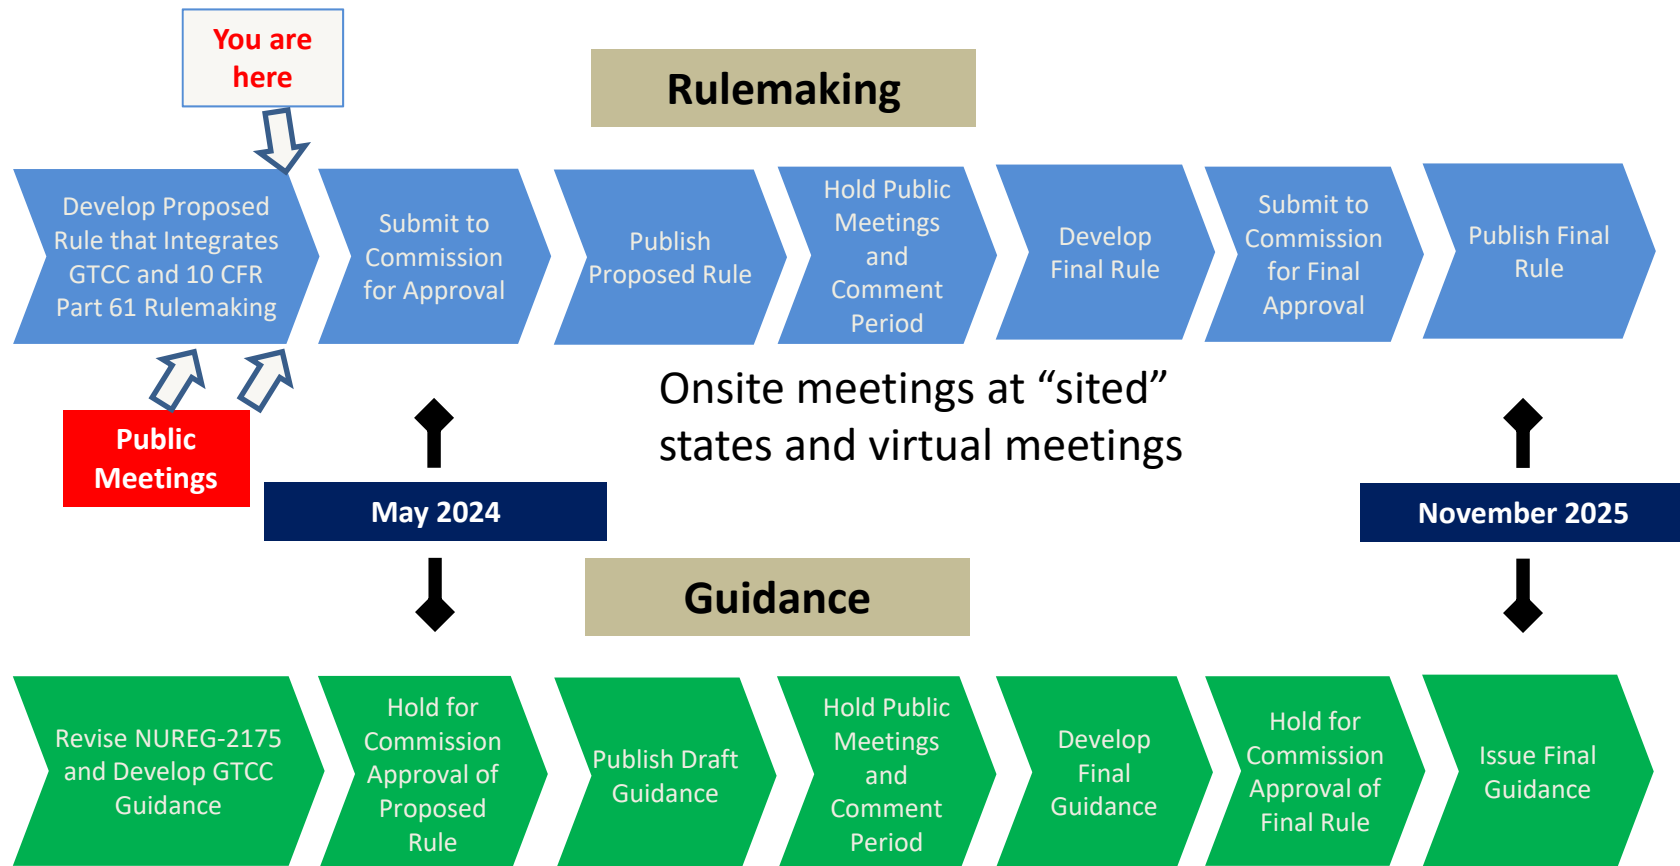 You are
here
Rulemaking
Develop Proposed
Rule that Integrates
GTCC and 10 CFR
Part 61 Rulemaking
Submit to
Commission
for Approval
Publish
Proposed Rule
Hold Public
Meetings
and
Comment
Period
Develop
Final Rule
Submit to
Commission
for Final
Approval
Publish Final
Rule
Public
Meetings
Onsite meetings at “sited”
states and virtual meetings
May 2024
November 2025
Guidance
Revise NUREG-2175
and Develop GTCC
Guidance
Hold for
Commission
Approval of
Proposed
Rule
Publish Draft
Guidance
Hold Public
Meetings
and
Comment
Period
Develop
Final
Guidance
Hold for
Commission
Approval of
Final Rule
Issue Final
Guidance